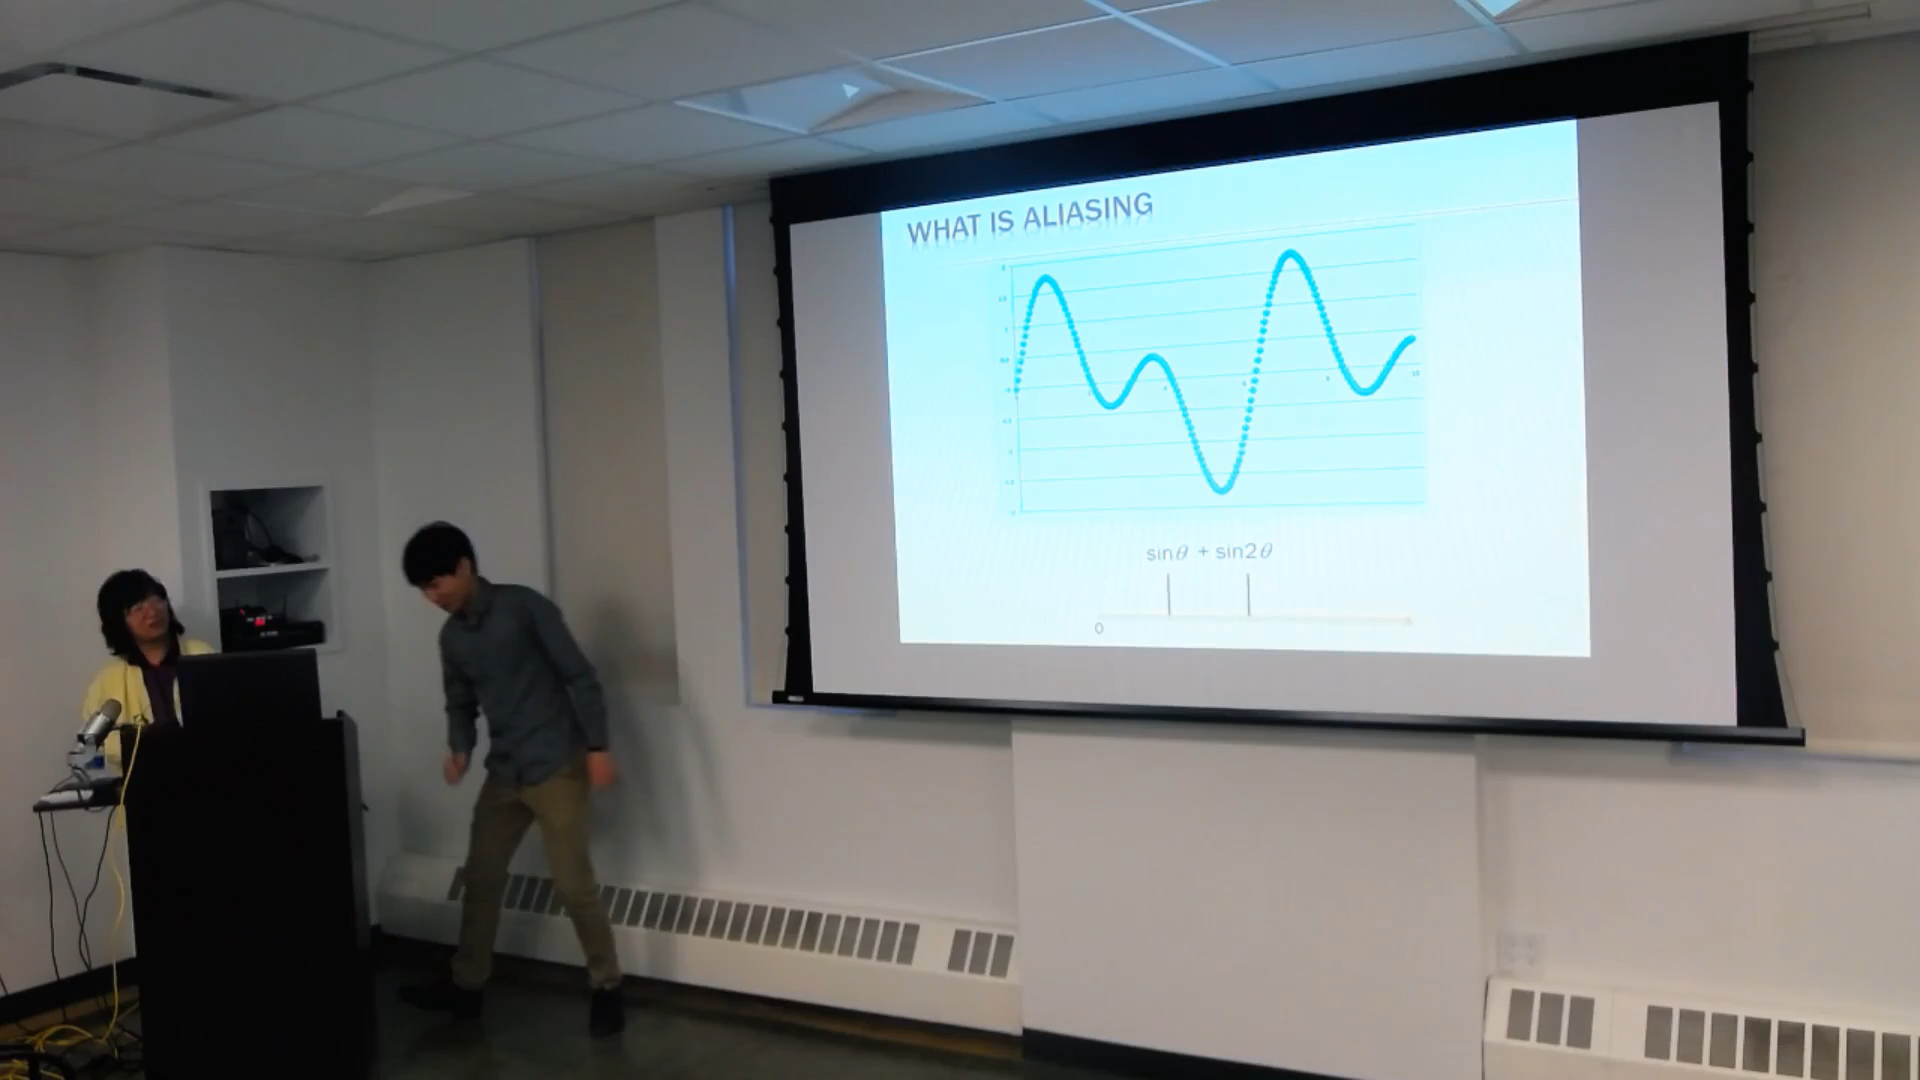 WHAT IS ALIASING
sinθ + sin2θ
0